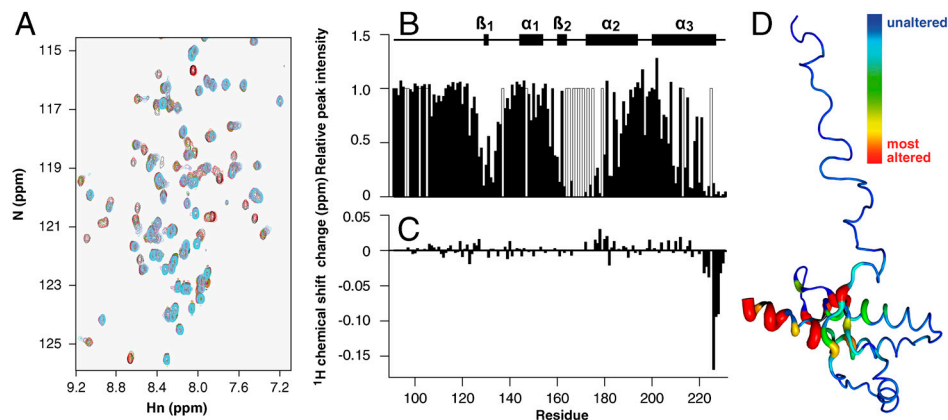 A
115
117
119
121
123
125
N (ppm)
9.2 8.8 8.4 8.0 7.6 7.2
Hn (ppm)
B
ß1 α1 ß2 α2 α3
1.5
1.0
0.5
0
Relative peak intensity
C
0.05
0
-0.05
-0.10
-0.15
1H chemical shift change (ppm)
100 120 140 160 180 200 220
Residue
D
unaltered
most
altered